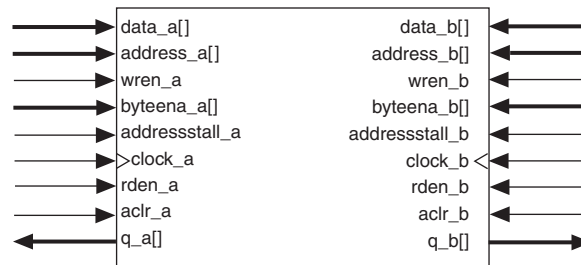 data_a[] data_b[]
address_a[] address_b[]
wren_a wren_b
byteena_a[] byteena_b[]
addressstall_a addressstall_b
clock_a clock_b
rden_a rden_b
aclr_a aclr_b
q_a[] q_b[]